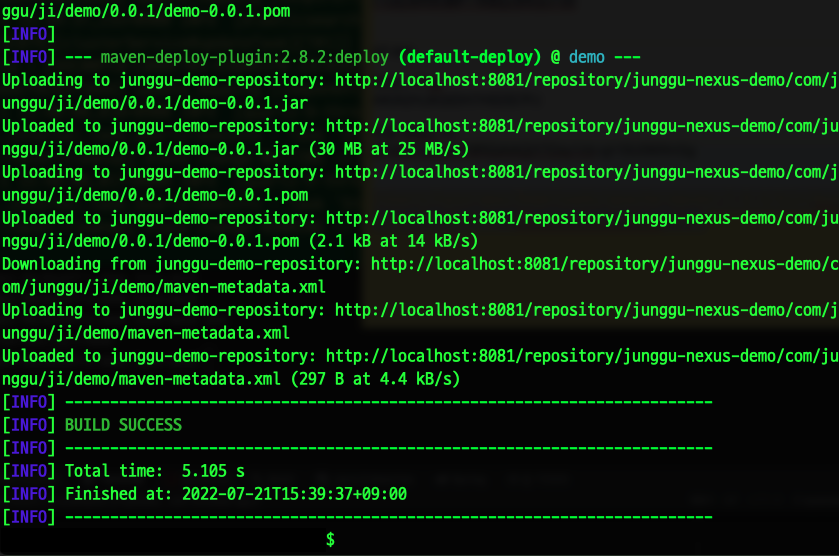 ggu/ji/demo/0.0.1/demo-0.0.1.pom
[INFO]
[INFO] --- maven-deploy-plugin:2.8.2:deploy (default-deploy) @ demo ---
Uploading to junggu-demo-repository: http://localhost:8081/repository/junggu-nexus-demo/com/j
unggu/ji/demo/0.0.1/demo-0.0.1.jar
Uploaded to junggu-demo-repository: http://localhost:8081/repository/junggu-nexus-demo/com/ju
nggu/ji/demo/0.0.1/demo-0.0.1.jar (30 MB at 25 MB/s)
Uploading to junggu-demo-repository: http://localhost:8081/repository/junggu-nexus-demo/com/j
unggu/ji/demo/0.0.1/demo-0.0.1.pom
Uploaded to junggu-demo-repository: http://localhost:8081/repository/junggu-nexus-demo/com/ju
nggu/ji/demo/0.0.1/demo-0.0.1.pom (2.1 kB at 14 kB/s)
Downloading from junggu-demo-repository: http://localhost:8081/repository/junggu-nexus-demo/c
om/junggu/ji/demo/maven-metadata.xml
Uploading to junggu-demo-repository: http://localhost:8081/repository/junggu-nexus-demo/com/j
unggu/ji/demo/maven-metadata.xml
Uploaded to junggu-demo-repository: http://localhost:8081/repository/junggu-nexus-demo/com/ju
nggu/ji/demo/maven-metadata.xml (297 B at 4.4 kB/s)
[INFO] ------------------------------------------------------------------------
[INFO] BUILD SUCCESS
[INFO] ------------------------------------------------------------------------
[INFO] Total time:  5.105 s
[INFO] Finished at: 2022-07-21T15:39:37+09:00
[INFO] ------------------------------------------------------------------------
$